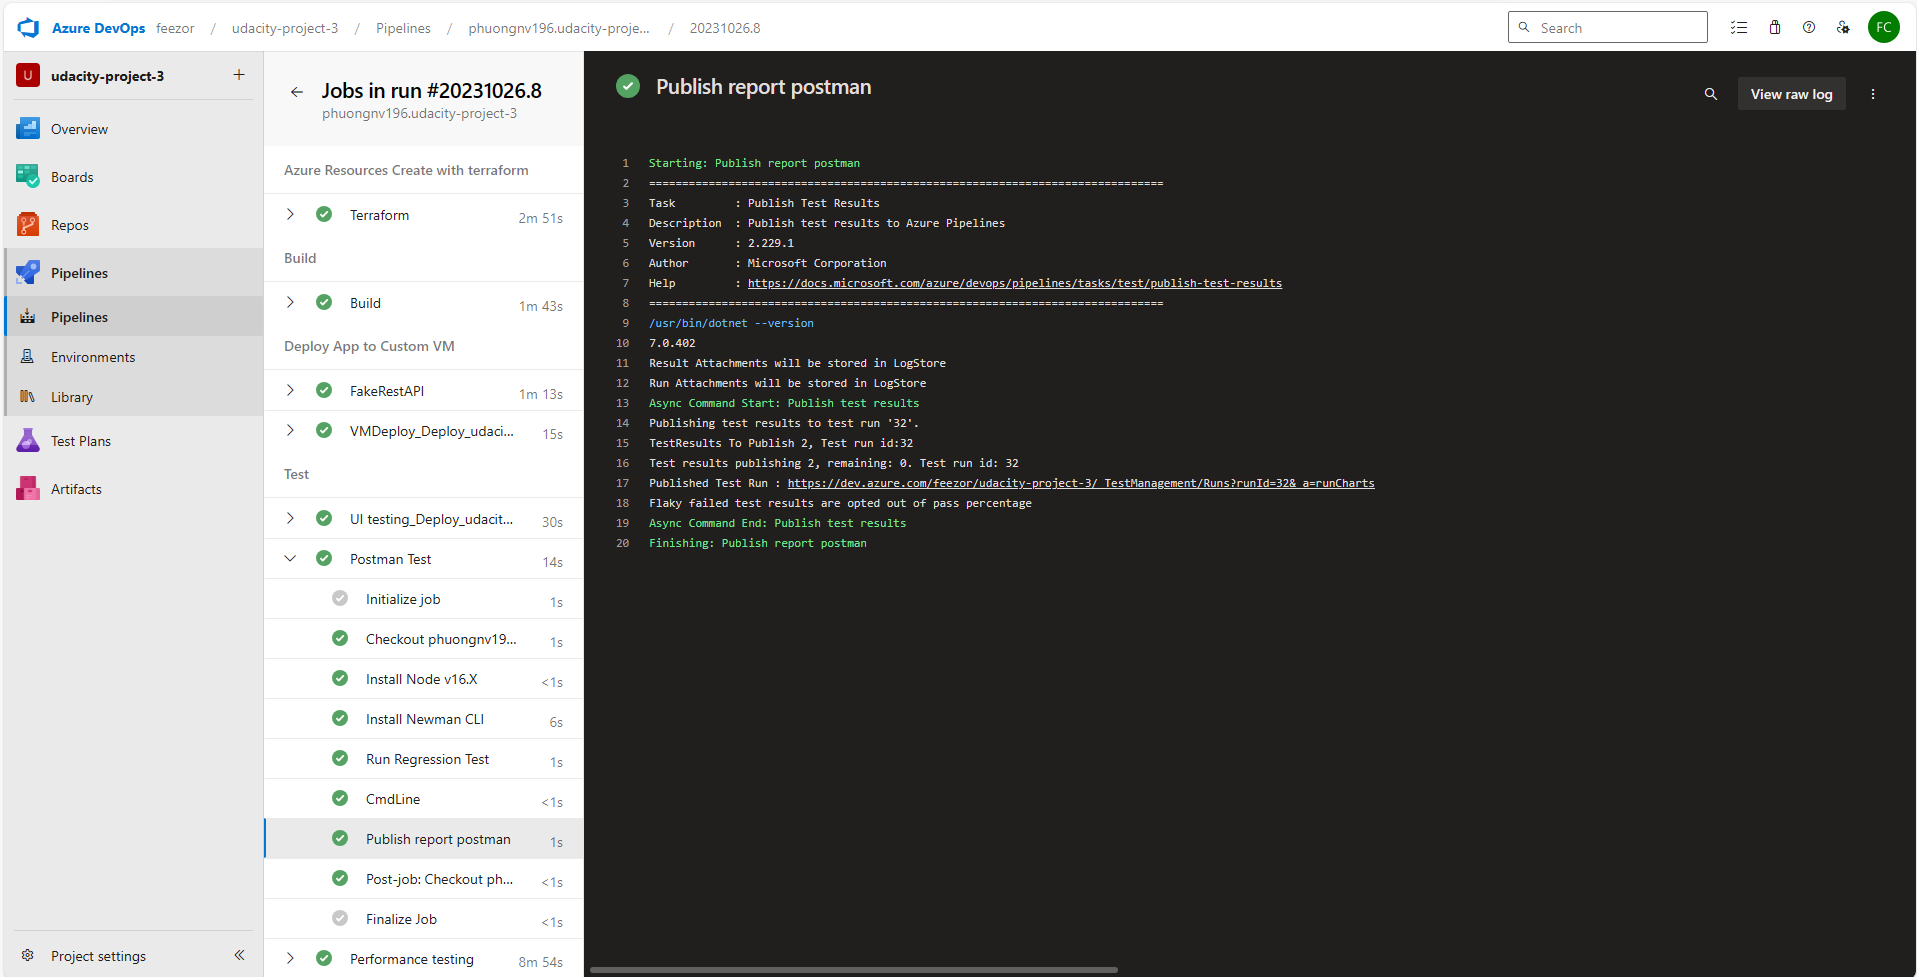 Azure DevOps feezor / udacity-project-3 / Pipelines / phuongnv196.udacity-proje... / 20231026.8
Search
FC
U udacity-project-3 +
Overview
Boards
Repos
Pipelines
Pipelines
Environments
Library
Test Plans
Artifacts
Project settings
Jobs in run #20231026.8
phuongnv196.udacity-project-3
Azure Resources Create with terraform
Terraform 2m 51s
Build
Build 1m 43s
Deploy App to Custom VM
FakeRestAPI 1m 13s
VMDeploy_Deploy_udaci... 15s
Test
UI testing_Deploy_udacit... 30s
Postman Test 14s
Initialize job 1s
Checkout phuongnv19... 1s
Install Node v16.X <1s
Install Newman CLI 6s
Run Regression Test 1s
CmdLine <1s
Publish report postman 1s
Post-job: Checkout ph... <1s
Finalize Job <1s
Performance testing 8m 54s
Publish report postman
View raw log
1 Starting: Publish report postman
2 ==============================================================================
3 Task : Publish Test Results
4 Description : Publish test results to Azure Pipelines
5 Version : 2.229.1
6 Author : Microsoft Corporation
7 Help : https://docs.microsoft.com/azure/devops/pipelines/tasks/test/publish-test-results
8 ==============================================================================
9 /usr/bin/dotnet --version
10 7.0.402
11 Result Attachments will be stored in LogStore
12 Run Attachments will be stored in LogStore
13 Async Command Start: Publish test results
14 Publishing test results to test run '32'.
15 TestResults To Publish 2, Test run id:32
16 Test results publishing 2, remaining: 0. Test run id: 32
17 Published Test Run : https://dev.azure.com/feezor/udacity-project-3/_TestManagement/Runs?runId=32&_a=runCharts
18 Flaky failed test results are opted out of pass percentage
19 Async Command End: Publish test results
20 Finishing: Publish report postman